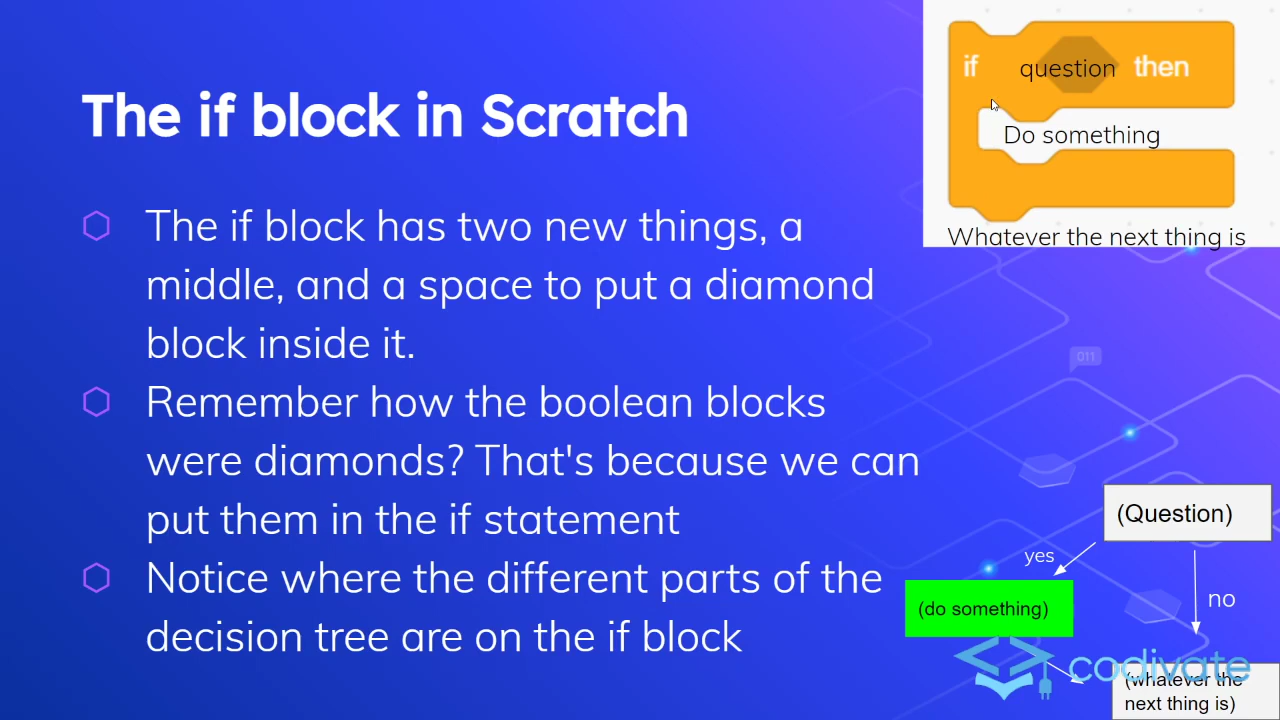 The if block in Scratch
The if block has two new things, a
middle, and a space to put a diamond
block inside it.
Remember how the boolean blocks
were diamonds? That's because we can
put them in the if statement
Notice where the different parts of the
decision tree are on the if block
if question then
Do something
Whatever the next thing is
011
(Question)
yes
(do something)
no
codivate
(whatever the
next thing is)